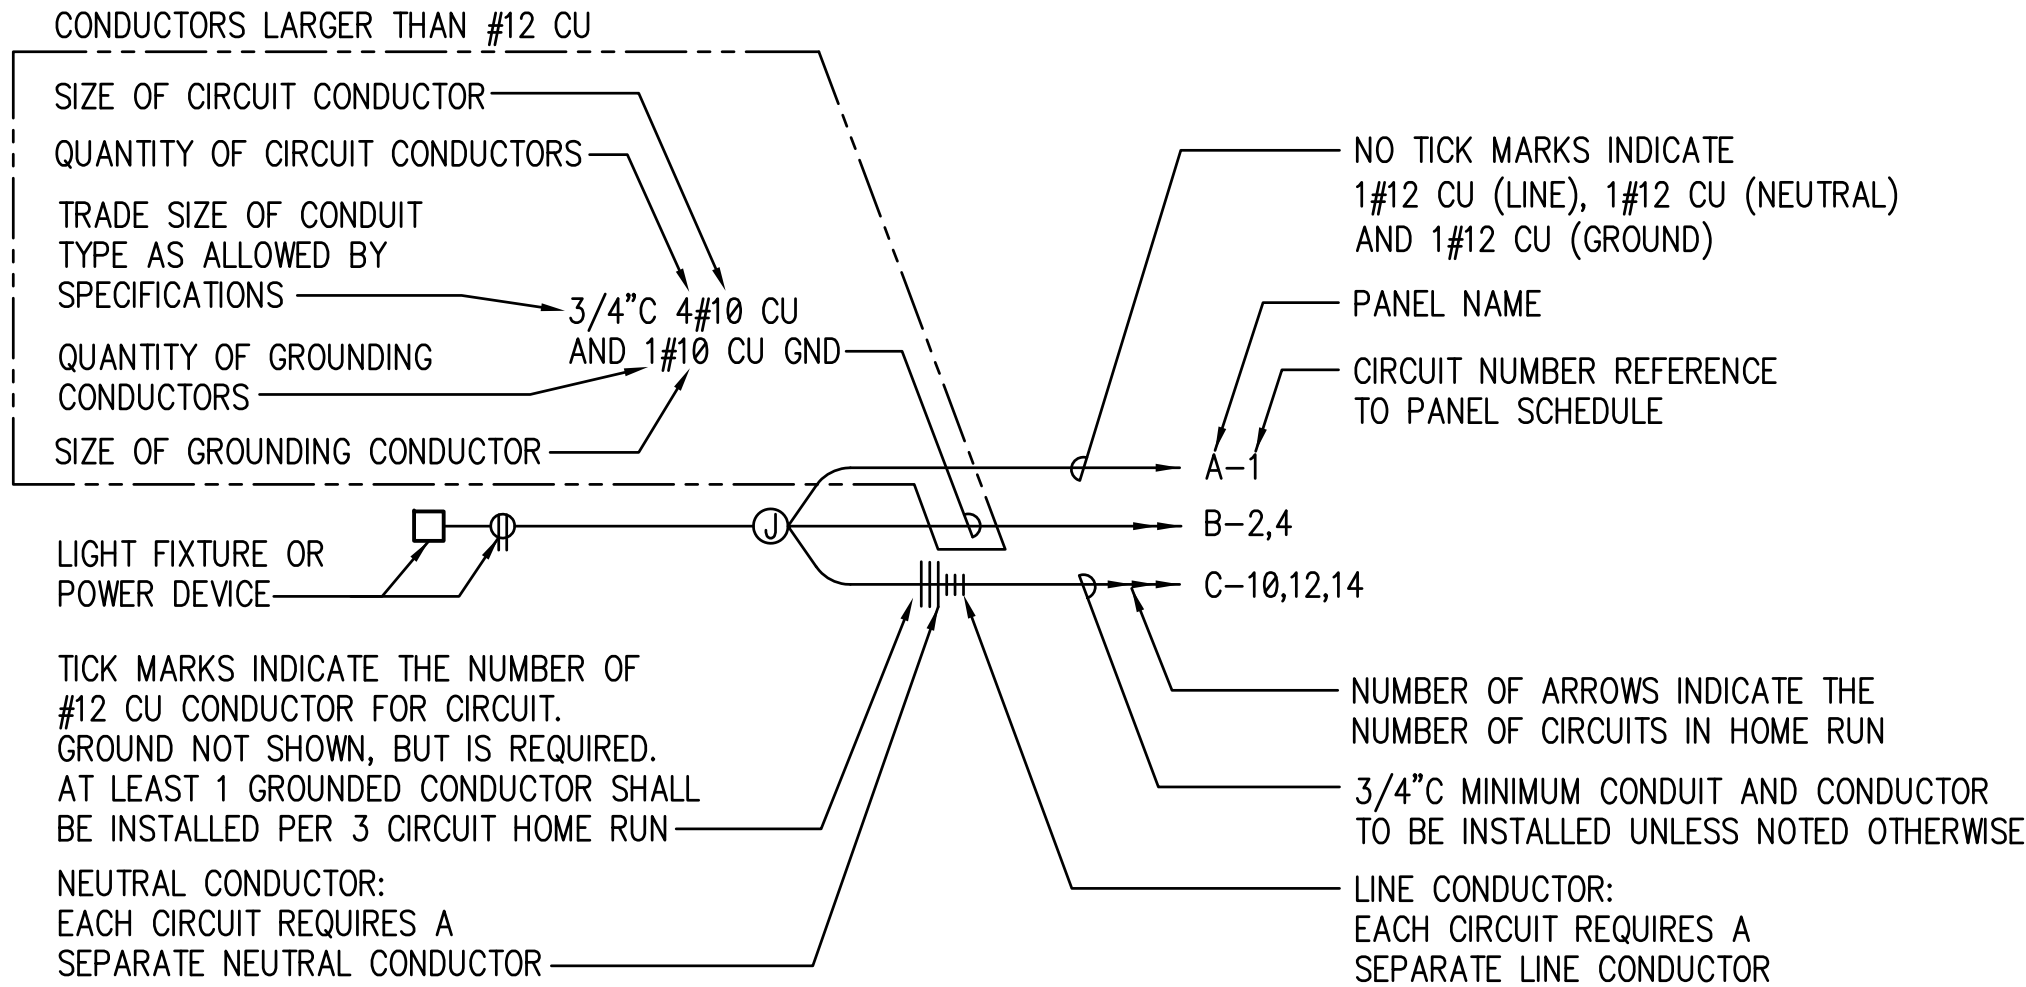 CONDUCTORS LARGER THAN #12 CU
SIZE OF CIRCUIT CONDUCTOR
QUANTITY OF CIRCUIT CONDUCTORS
TRADE SIZE OF CONDUIT
TYPE AS ALLOWED BY
SPECIFICATIONS
3/4"C 4#10 CU
AND 1#10 CU GND
QUANTITY OF GROUNDING
CONDUCTORS
SIZE OF GROUNDING CONDUCTOR
NO TICK MARKS INDICATE
1#12 CU (LINE), 1#12 CU (NEUTRAL)
AND 1#12 CU (GROUND)
PANEL NAME
CIRCUIT NUMBER REFERENCE
TO PANEL SCHEDULE
A-1
J
B-2,4
C-10,12,14
LIGHT FIXTURE OR
POWER DEVICE
TICK MARKS INDICATE THE NUMBER OF
#12 CU CONDUCTOR FOR CIRCUIT.
GROUND NOT SHOWN, BUT IS REQUIRED.
AT LEAST 1 GROUNDED CONDUCTOR SHALL
BE INSTALLED PER 3 CIRCUIT HOME RUN
NEUTRAL CONDUCTOR:
EACH CIRCUIT REQUIRES A
SEPARATE NEUTRAL CONDUCTOR
NUMBER OF ARROWS INDICATE THE
NUMBER OF CIRCUITS IN HOME RUN
3/4"C MINIMUM CONDUIT AND CONDUCTOR
TO BE INSTALLED UNLESS NOTED OTHERWISE
LINE CONDUCTOR:
EACH CIRCUIT REQUIRES A
SEPARATE LINE CONDUCTOR